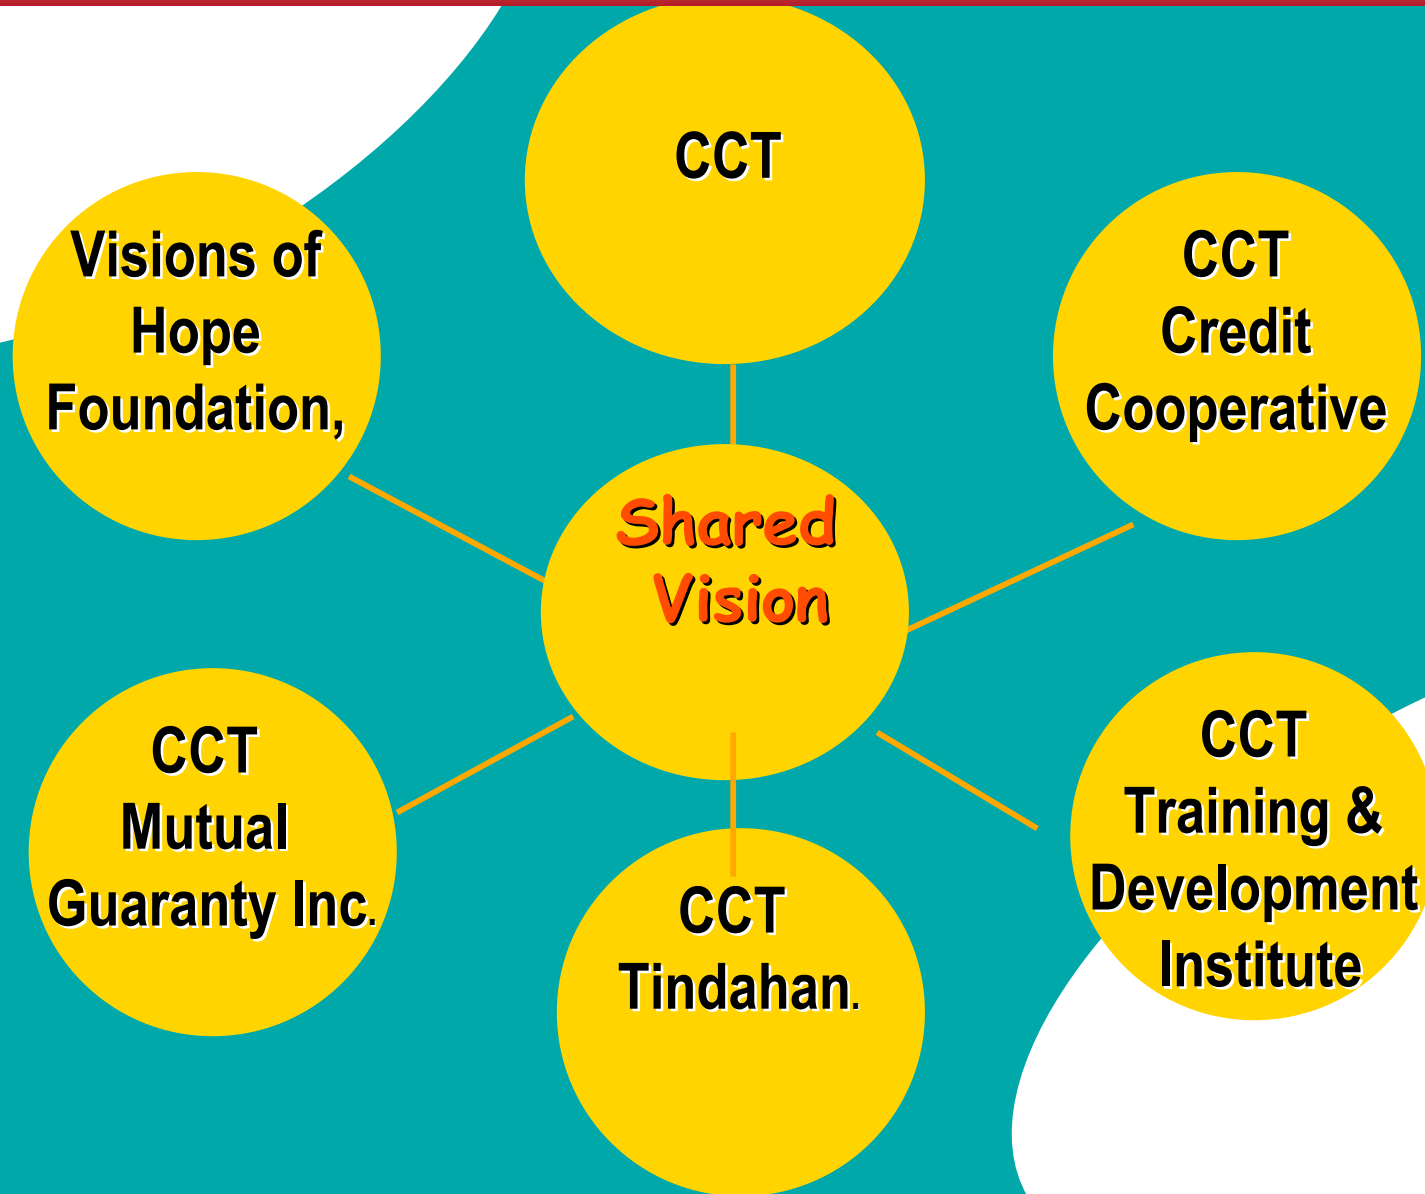 CCT
Visions of
Hope
Foundation,
CCT
Credit
Cooperative
Shared
Vision
CCT
Mutual
Guaranty Inc.
CCT
Tindahan.
CCT
Training &
Development
Institute